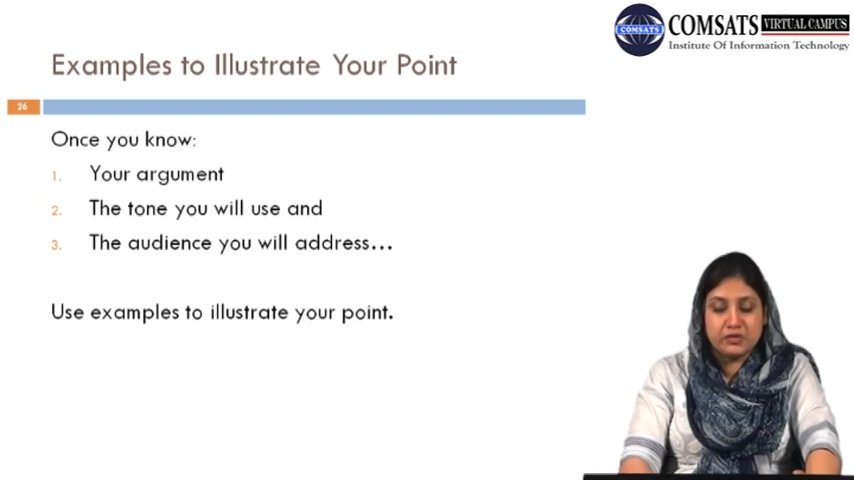 COMSATS VIRTUAL CAMPUS
COMSATS Institute Of Information Technology
Examples to Illustrate Your Point
26
Once you know:
1. Your argument
2. The tone you will use and
3. The audience you will address...
Use examples to illustrate your point.